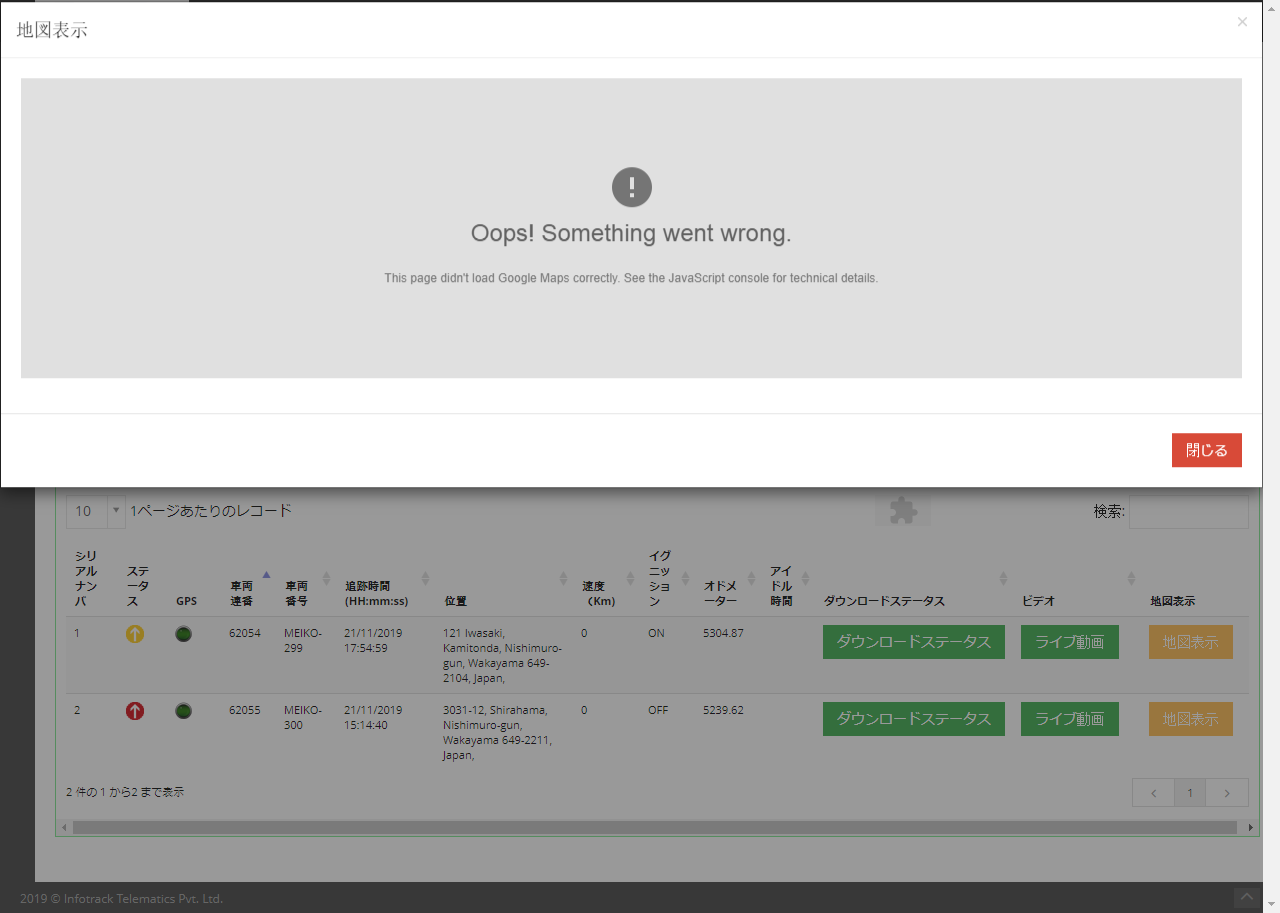 地図表示
×
Oops! Something went wrong.
This page didn't load Google Maps correctly. See the JavaScript console for technical details.
閉じる
10
1ページあたりのレコード
検索:
シリアルナンバ
ステータス
GPS
車両連番
車両番号
追跡時間 (HH:mm:ss)
位置
速度 (Km)
イグニッション
オドメーター
アイドル時間
ダウンロードステータス
ビデオ
地図表示
1
62054
MEIKO-299
21/11/2019 17:54:59
121 Iwasaki, Kamitonda, Nishimuro-gun, Wakayama 649-2104, Japan,
0
ON
5304.87
ダウンロードステータス
ライブ動画
地図表示
2
62055
MEIKO-300
21/11/2019 15:14:40
3031-12, Shirahama, Nishimuro-gun, Wakayama 649-2211, Japan,
0
OFF
5239.62
ダウンロードステータス
ライブ動画
地図表示
2 件の 1 から2 まで表示
1
2019 © Infotrack Telematics Pvt. Ltd.